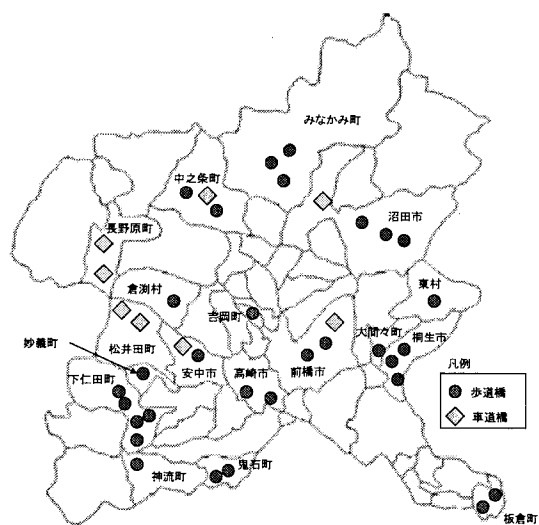 みなかみ町
中之条町
沼田市
長野原町
東村
倉渕村
吉岡町
大間々町
桐生市
妙義町
松井田町
安中市
高崎市
前橋市
凡例
下仁田町
歩道橋
車道橋
鬼石町
神流町
板倉町